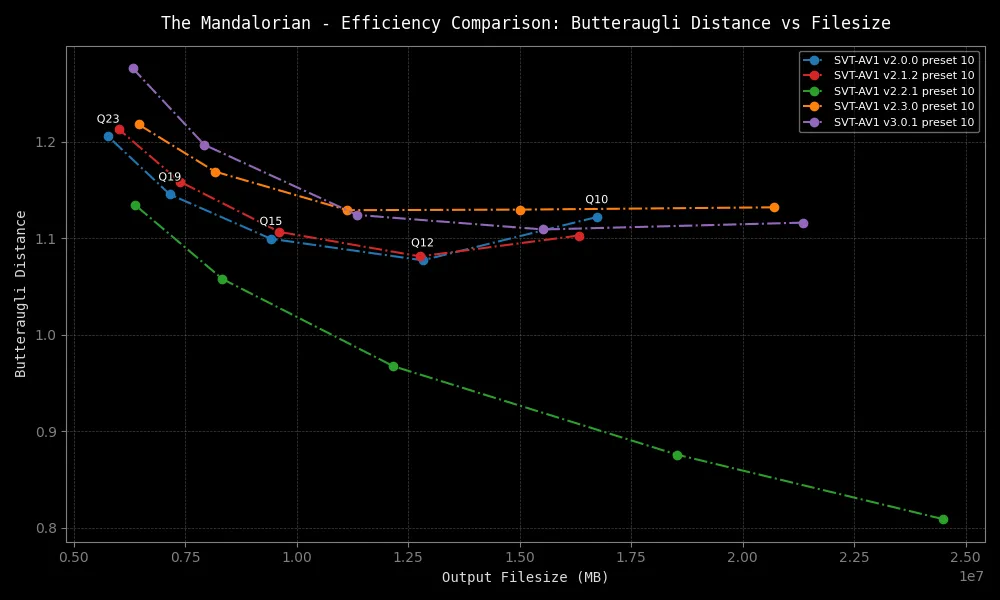 The Mandalorian - Efficiency Comparison: Butteraugli Distance vs Filesize
SVT-AV1 v2.0.0 preset 10
SVT-AV1 v2.1.2 preset 10
SVT-AV1 v2.2.1 preset 10
SVT-AV1 v2.3.0 preset 10
SVT-AV1 v3.0.1 preset 10
Q23
Q19
Q15
Q12
Q10
Butteraugli Distance
1.2
1.1
1.0
0.9
0.8
0.50 0.75 1.00 1.25 1.50 1.75 2.00 2.25 2.50
1e7
Output Filesize (MB)